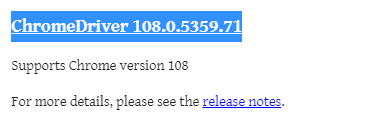 ChromeDriver 108.0.5359.71
Supports Chrome version 108
For more details, please see the release notes.